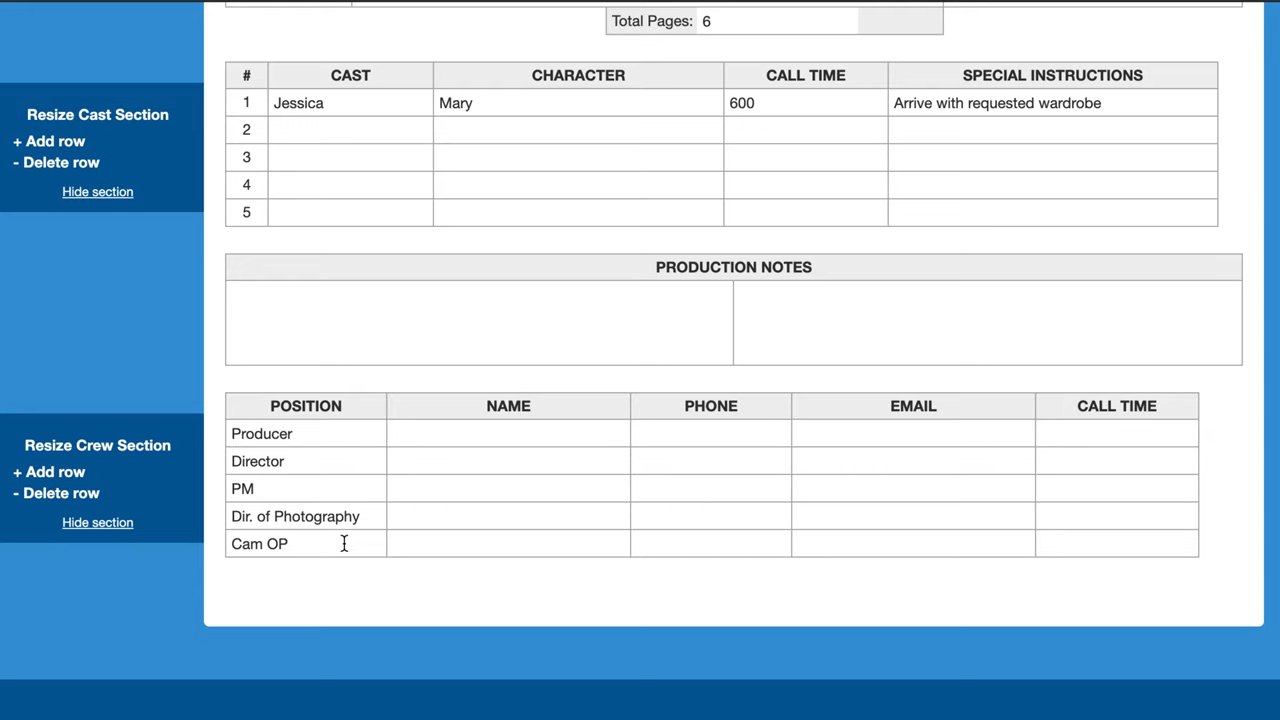 Total Pages: 6
# CAST CHARACTER CALL TIME SPECIAL INSTRUCTIONS
1 Jessica Mary 600 Arrive with requested wardrobe
2
3
4
5
Resize Cast Section
+ Add row
- Delete row
Hide section
PRODUCTION NOTES
POSITION NAME PHONE EMAIL CALL TIME
Producer
Director
PM
Dir. of Photography
Cam OP
Resize Crew Section
+ Add row
- Delete row
Hide section